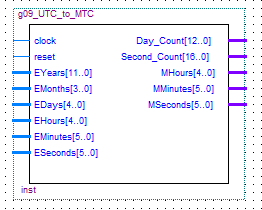 g09_UTC_to_MTC
clock Day_Count[12..0]
reset Second_Count[16..0]
EYears[11..0] MHours[4..0]
EMonths[3..0] MMinutes[5..0]
EDays[4..0] MSeconds[5..0]
EHours[4..0]
EMinutes[5..0]
ESeconds[5..0]
inst